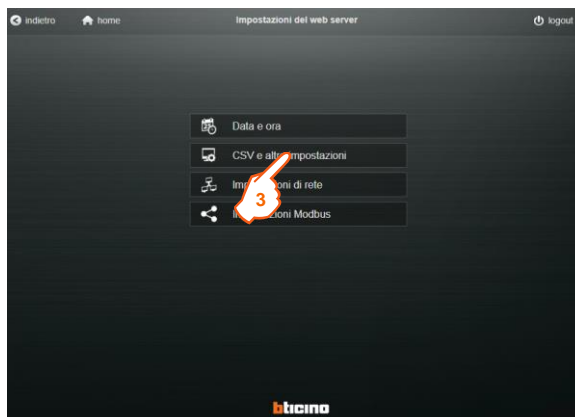 indietro home Impostazioni del web server logout
Data e ora
CSV e altre impostazioni
Impostazioni di rete
Impostazioni Modbus
3
bticino